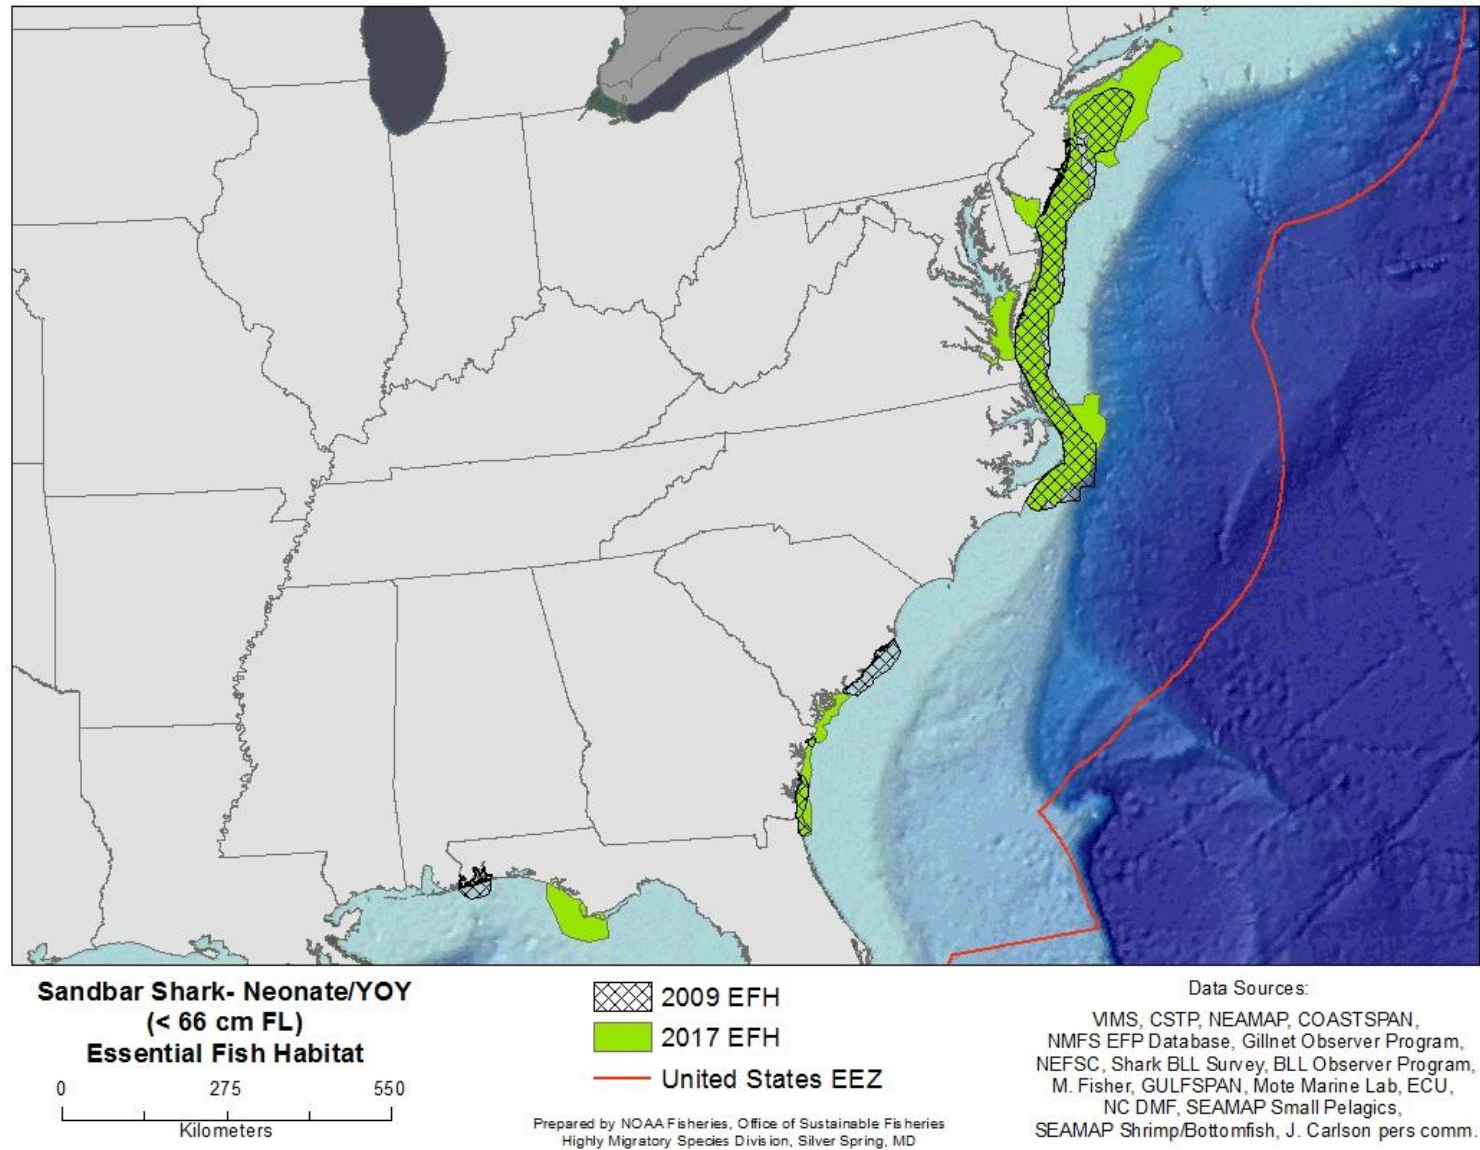 Sandbar Shark- Neonate/YOY
(< 66 cm FL)
Essential Fish Habitat
0 275 550
Kilometers
2009 EFH
2017 EFH
United States EEZ
Prepared by NOAA Fisheries, Office of Sustainable Fisheries
Highly Migratory Species Division, Silver Spring, MD
Data Sources:
VIMS, CSTP, NEAMAP, COASTSPAN,
NMFS EFP Database, Gillnet Observer Program,
NEFSC, Shark BLL Survey, BLL Observer Program,
M. Fisher, GULFSPAN, Mote Marine Lab, ECU,
NC DMF, SEAMAP Small Pelagics,
SEAMAP Shrimp/Bottomfish, J. Carlson pers comm.